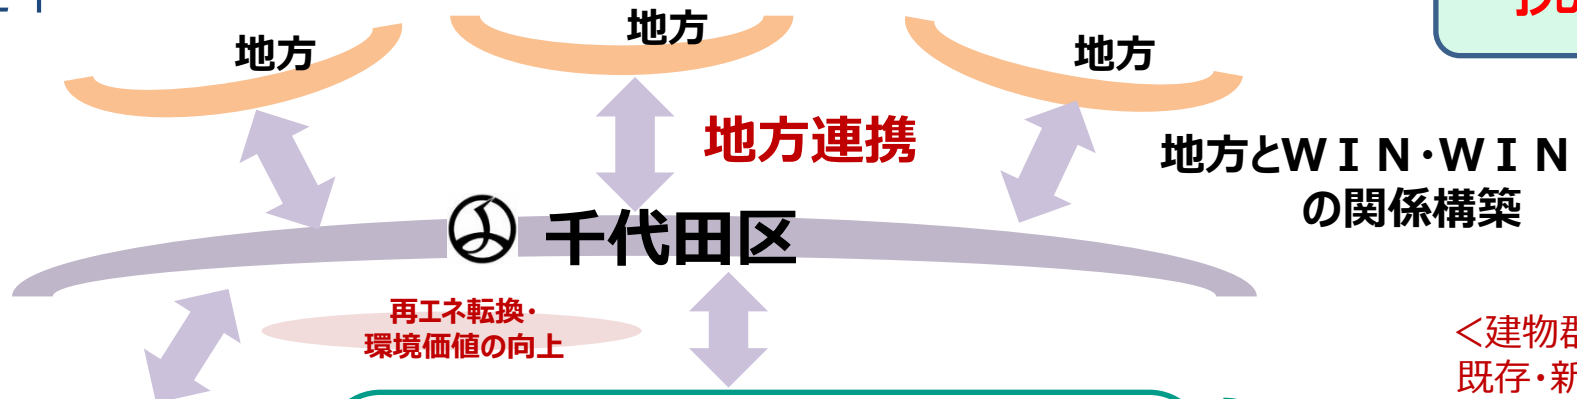 地方
地方
地方
地方連携
地方とＷＩＮ・ＷＩＮ
の関係構築
千代田区
再エネ転換・
環境価値の向上
＜建物群
既存・新